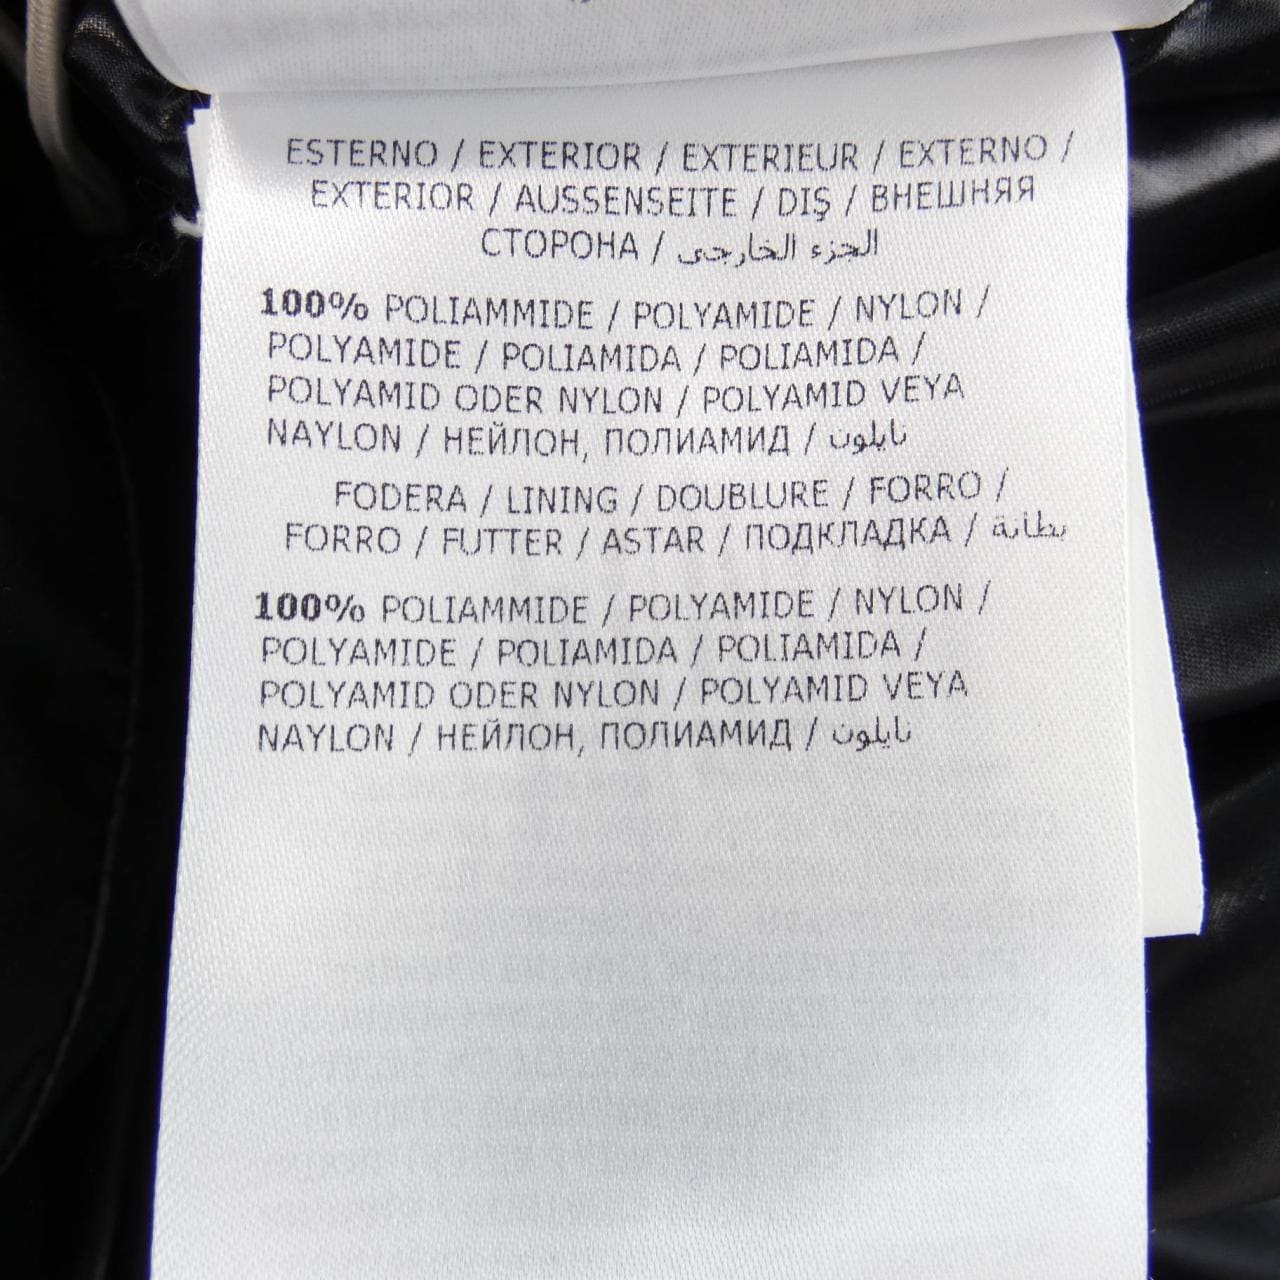 ESTERNO / EXTERIOR / EXTERIEUR / EXTERNO /
EXTERIOR / AUSSENSEITE / DIŞ / ВНЕШНЯЯ
СТОРОНА / الجزء الخارجى
100% POLIAMMIDE / POLYAMIDE / NYLON /
POLYAMIDE / POLIAMIDA / POLIAMIDA /
POLYAMID ODER NYLON / POLYAMID VEYA
NAYLON / НЕЙЛОН, ПОЛИАМИД / نايلون
FODERA / LINING / DOUBLURE / FORRO /
FORRO / FUTTER / ASTAR / ПОДКЛАДКА / بطانة
100% POLIAMMIDE / POLYAMIDE / NYLON /
POLYAMIDE / POLIAMIDA / POLIAMIDA /
POLYAMID ODER NYLON / POLYAMID VEYA
NAYLON / НЕЙЛОН, ПОЛИАМИД / نايلون